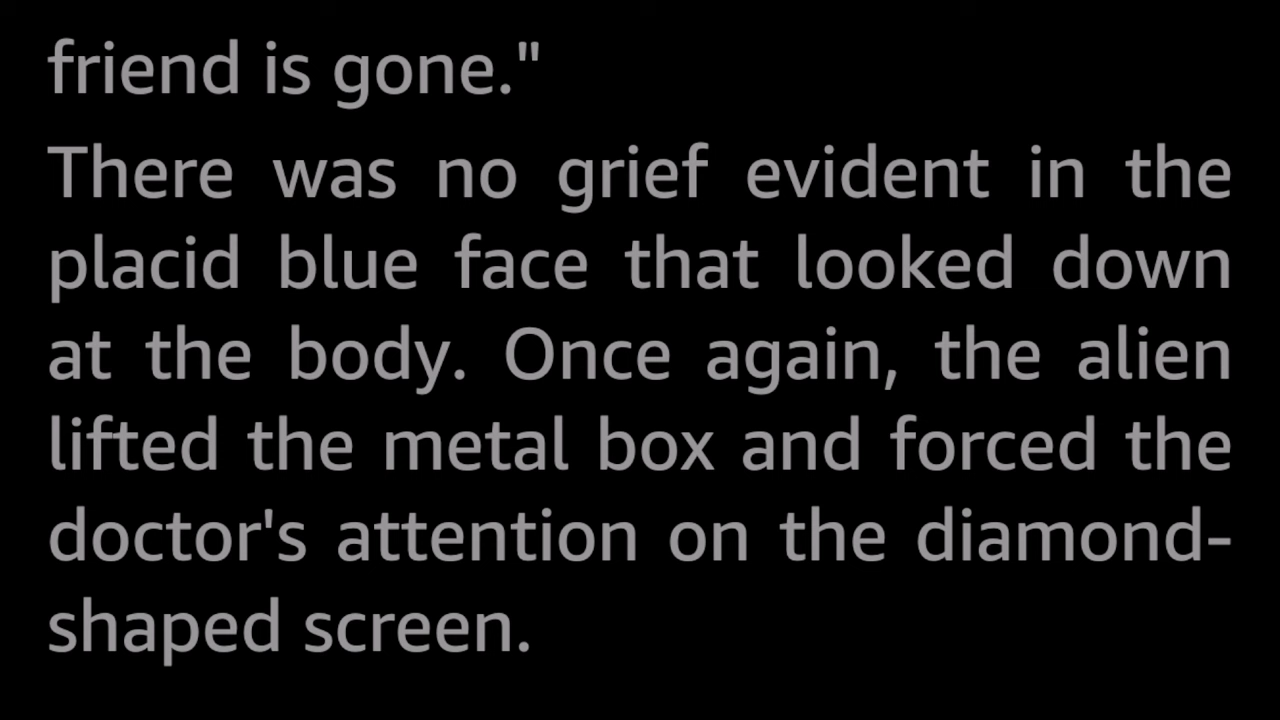 friend is gone."
There was no grief evident in the
placid blue face that looked down
at the body. Once again, the alien
lifted the metal box and forced the
doctor's attention on the diamond-
shaped screen.